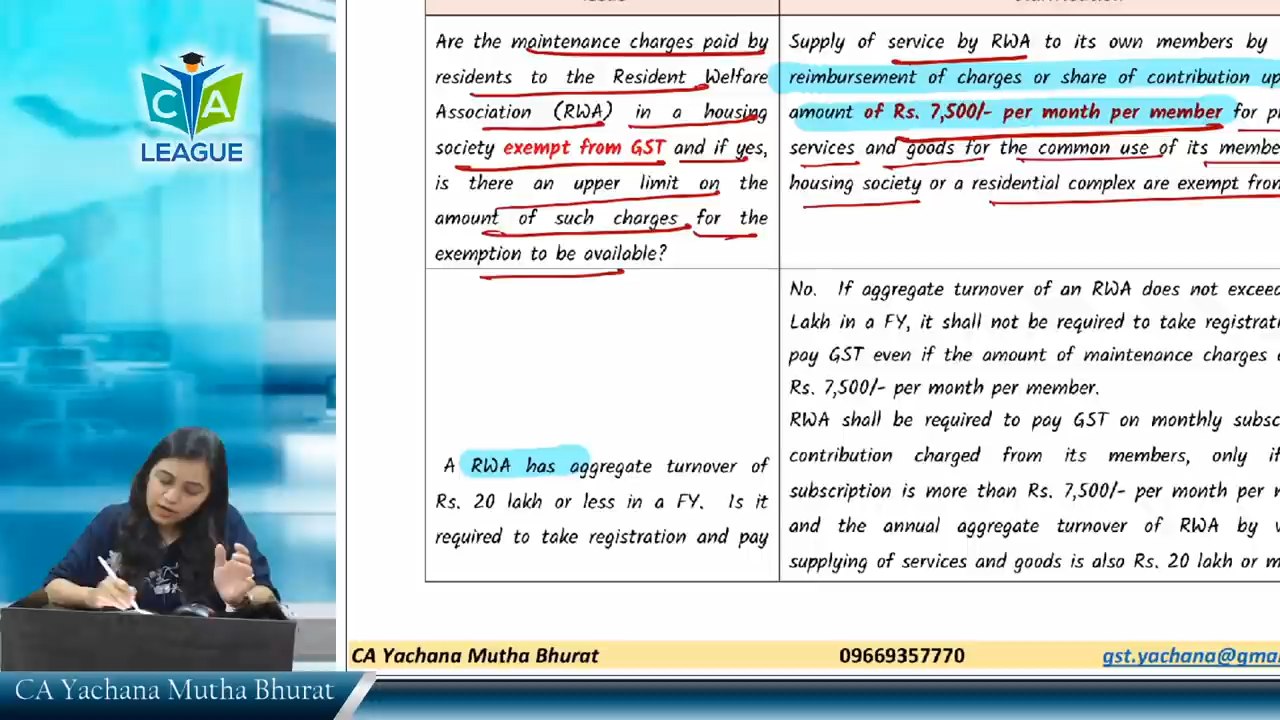 CA
LEAGUE
Are the maintenance charges paid by
residents to the Resident Welfare
Association (RWA) in a housing
society exempt from GST and if yes,
is there an upper limit on the
amount of such charges for the
exemption to be available?
Supply of service by RWA to its own members by
reimbursement of charges or share of contribution up
amount of Rs. 7,500/- per month per member for p
services and goods for the common use of its membe
housing society or a residential complex are exempt from
A RWA has aggregate turnover of
Rs. 20 lakh or less in a FY. Is it
required to take registration and pay
No. If aggregate turnover of an RWA does not exceed
Lakh in a FY, it shall not be required to take registrati
pay GST even if the amount of maintenance charges
Rs. 7,500/- per month per member.
RWA shall be required to pay GST on monthly subsc
contribution charged from its members, only if
subscription is more than Rs. 7,500/- per month per
and the annual aggregate turnover of RWA by
supplying of services and goods is also Rs. 20 lakh or m
CA Yachana Mutha Bhurat 09669357770 gst.yachana@gma
CA Yachana Mutha Bhurat